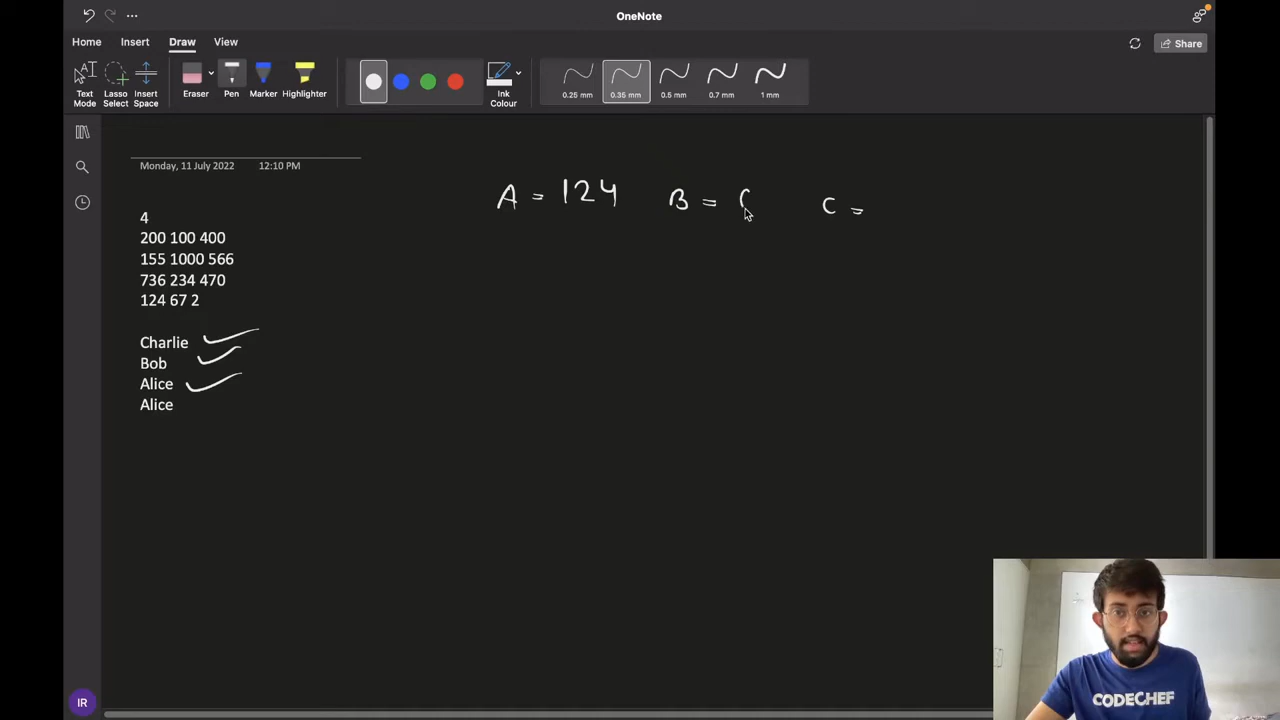 OneNote
Home Insert Draw View
Share
Text Mode
Lasso Select
Insert Space
Eraser
Pen
Marker
Highlighter
Ink Colour
0.25 mm
0.35 mm
0.5 mm
0.7 mm
1 mm
Monday, 11 July 2022 12:10 PM
A = 124 B = C =
4
200 100 400
155 1000 566
736 234 470
124 67 2
Charlie
Bob
Alice
Alice
CODECHEF
IR